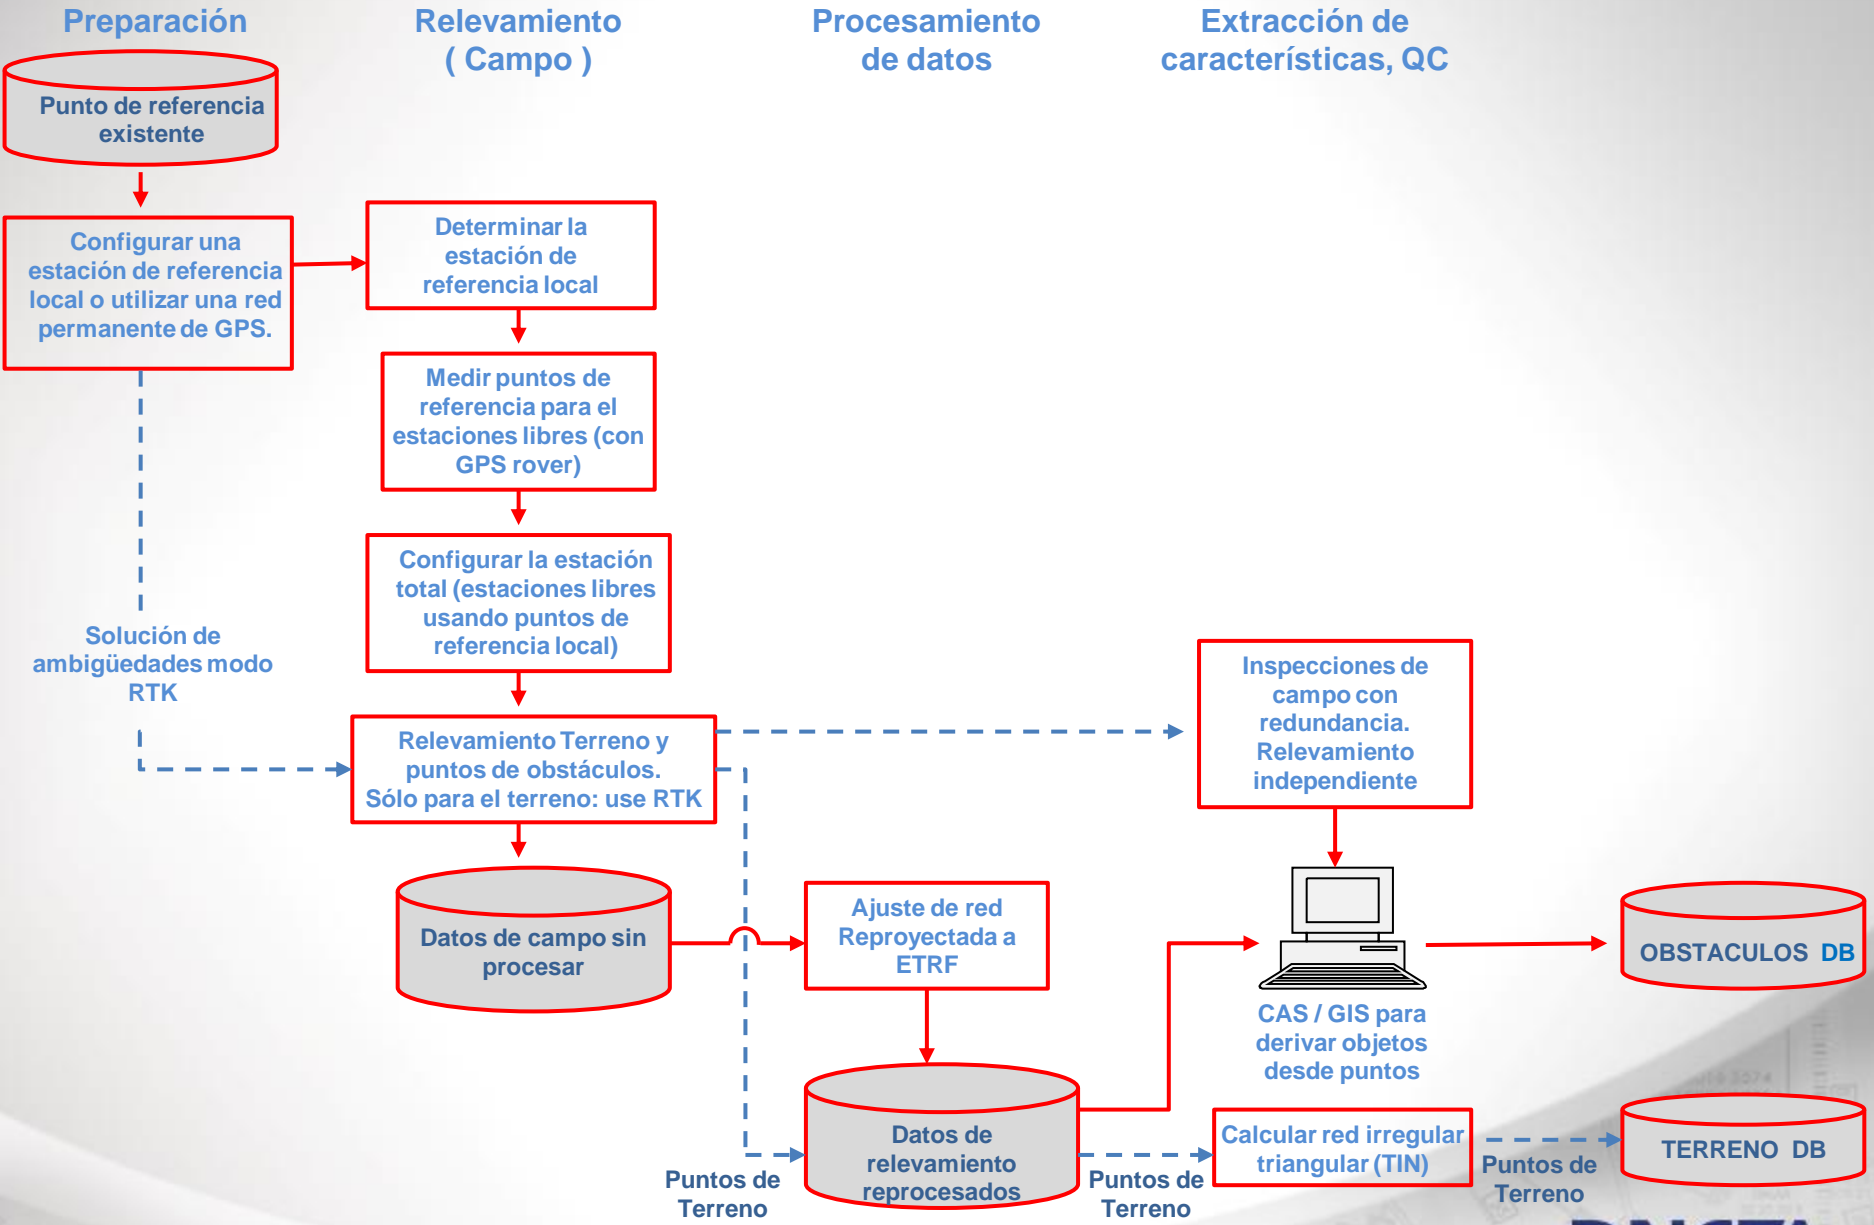 Preparación
Relevamiento
( Campo )
Procesamiento
de datos
Extracción de
características, QC
Punto de referencia
existente
Configurar una
estación de referencia
local o utilizar una red
permanente de GPS.
Determinar la
estación de
referencia local
Medir puntos de
referencia para el
estaciones libres (con
GPS rover)
Configurar la estación
total (estaciones libres
usando puntos de
referencia local)
Solución de
ambigüedades modo
RTK
Relevamiento Terreno y
puntos de obstáculos.
Sólo para el terreno: use RTK
Inspecciones de
campo con
redundancia.
Relevamiento
independiente
Datos de campo sin
procesar
Ajuste de red
Reproyectada a
ETRF
CAS / GIS para
derivar objetos
desde puntos
OBSTACULOS DB
Datos de
relevamiento
reprocesados
Puntos de
Terreno
Puntos de
Terreno
Calcular red irregular
triangular (TIN)
Puntos de
Terreno
TERRENO DB